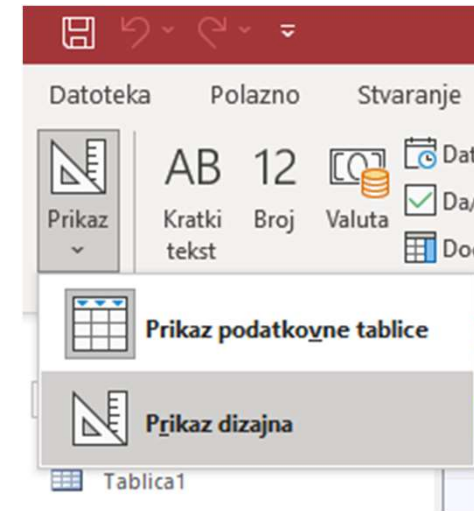 Datoteka Polazno Stvaranje
AB 12
Prikaz Kratki tekst Broj Valuta
Prikaz podatkovne tablice
Prikaz dizajna
Tablica1